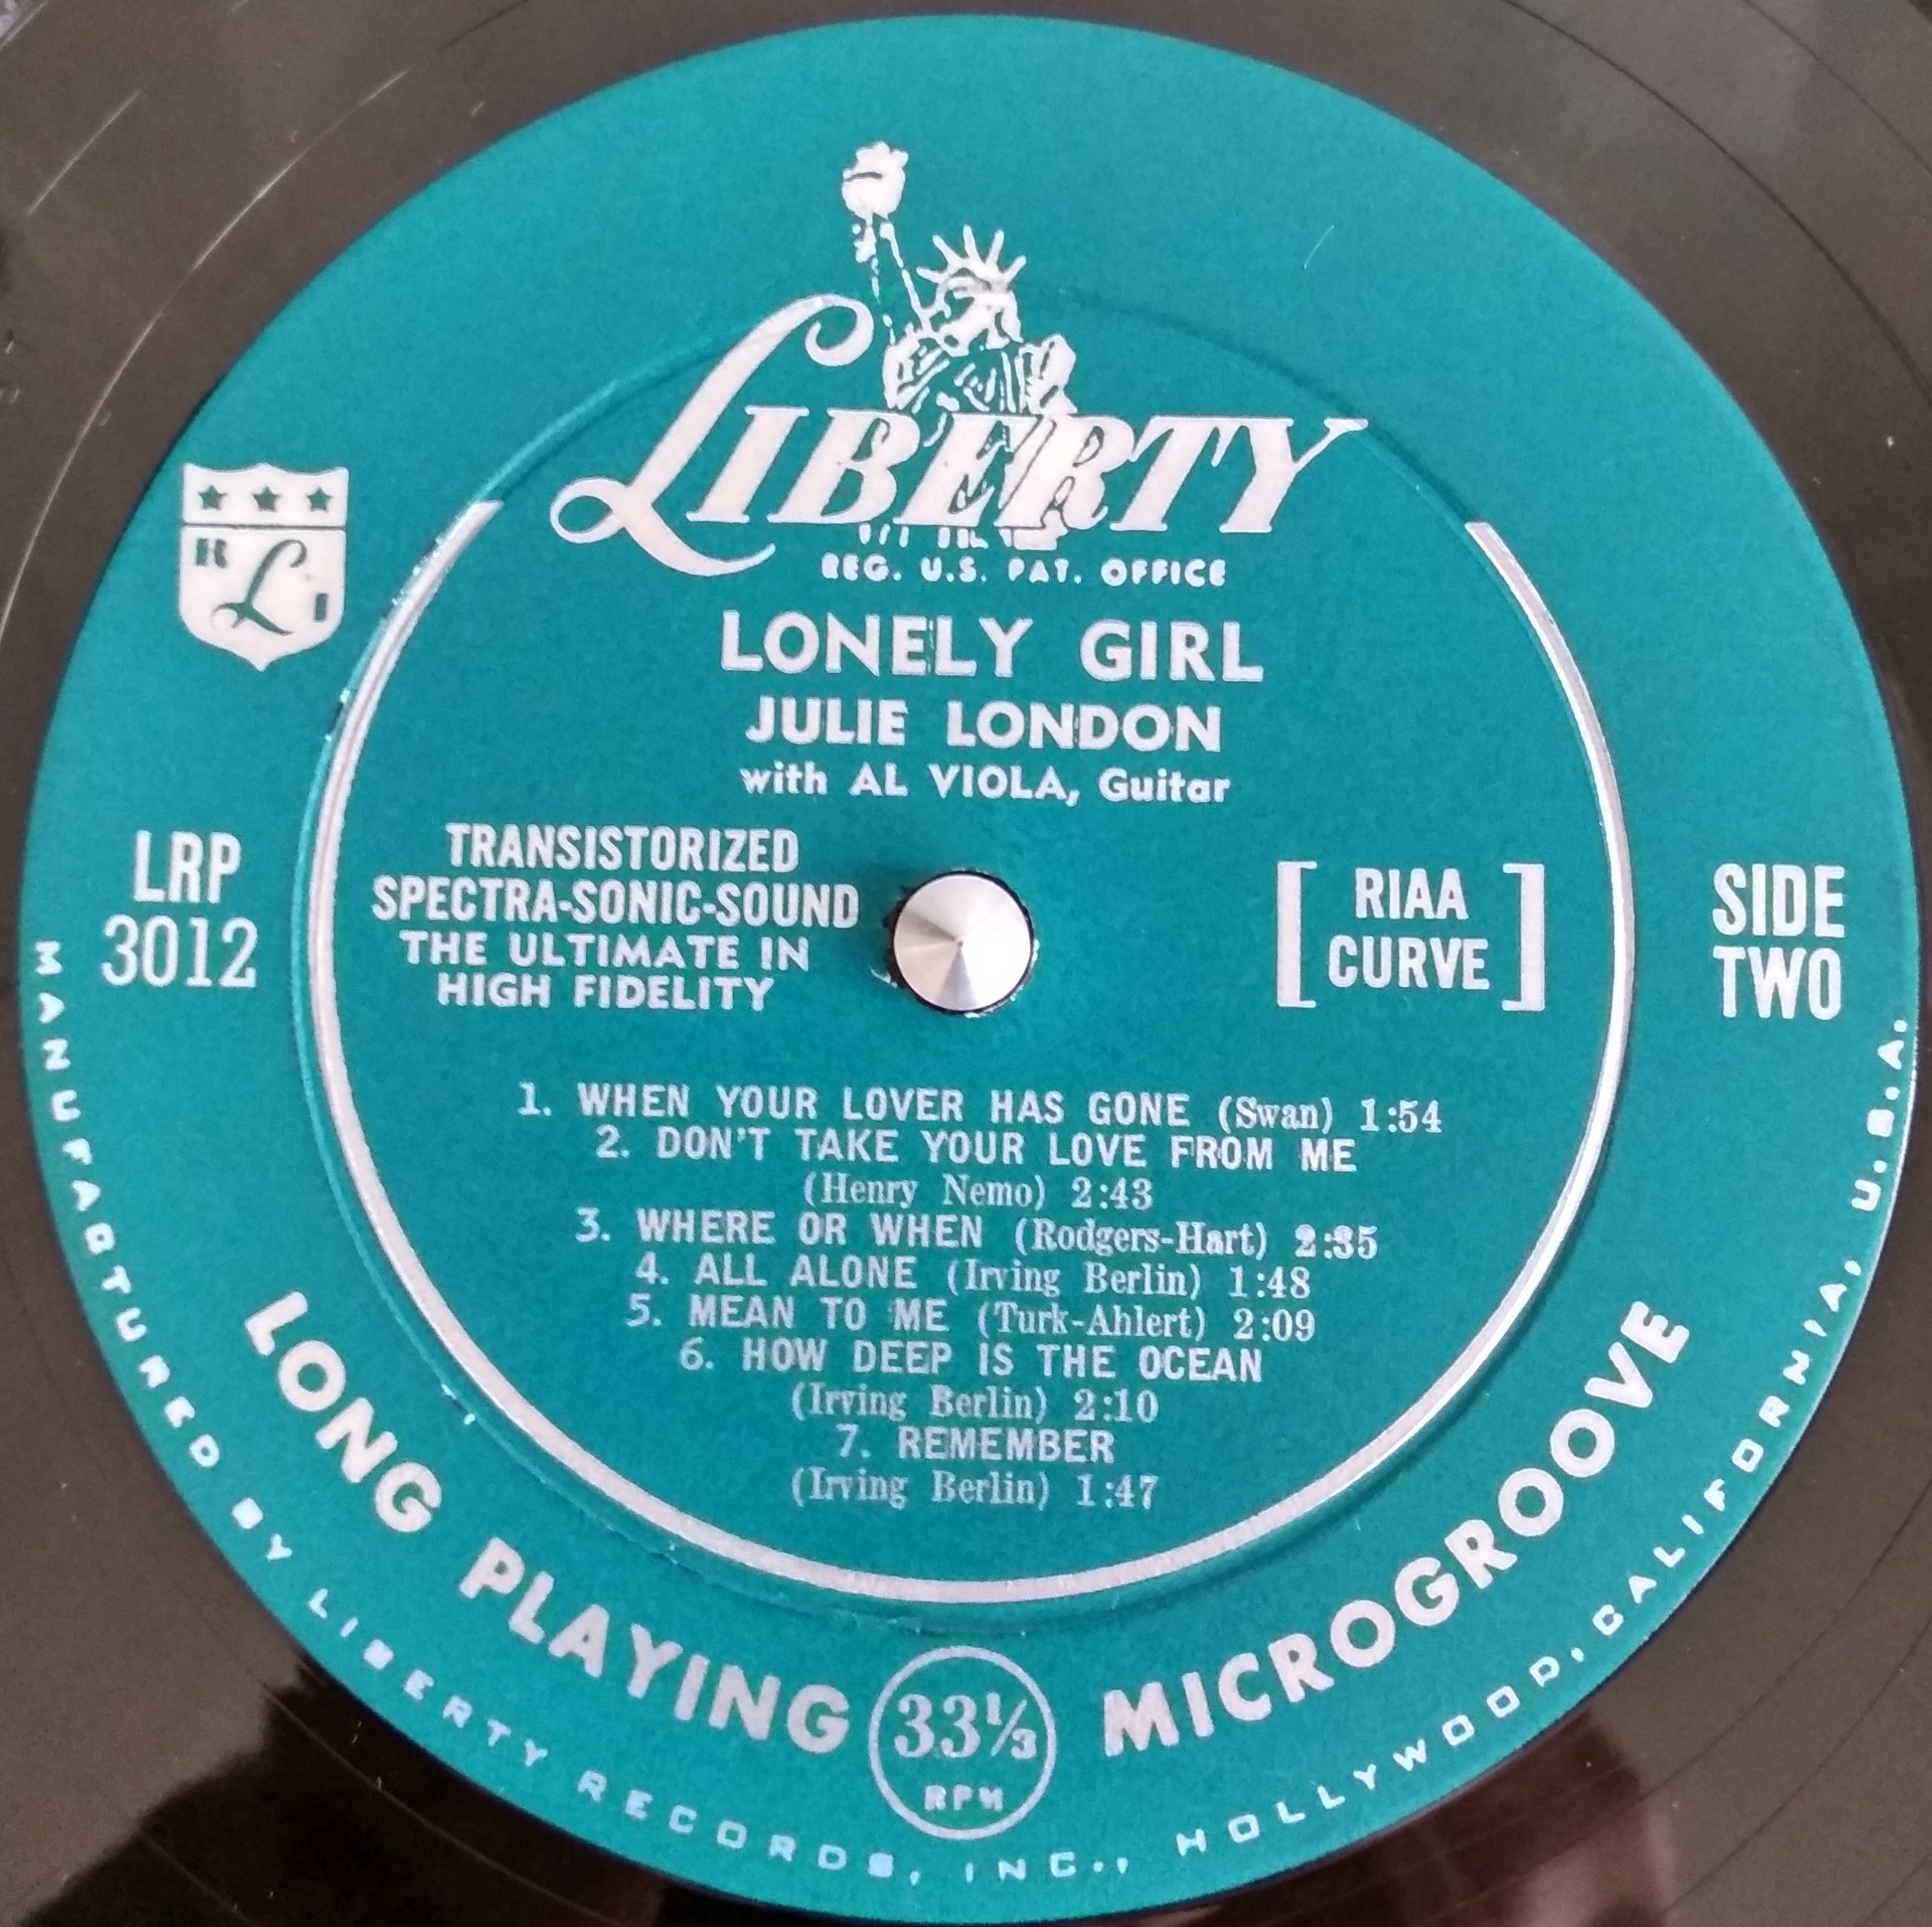 LIBERTY
REG. U.S. PAT. OFFICE
R L I
LONELY GIRL
JULIE LONDON
with AL VIOLA, Guitar
LRP
3012
TRANSISTORIZED
SPECTRA-SONIC-SOUND
THE ULTIMATE IN
HIGH FIDELITY
[RIAA
CURVE]
SIDE
TWO
1. WHEN YOUR LOVER HAS GONE (Swan) 1:54
2. DON'T TAKE YOUR LOVE FROM ME
(Henry Nemo) 2:43
3. WHERE OR WHEN (Rodgers-Hart) 2:35
4. ALL ALONE (Irving Berlin) 1:48
5. MEAN TO ME (Turk-Ahlert) 2:09
6. HOW DEEP IS THE OCEAN
(Irving Berlin) 2:10
7. REMEMBER
(Irving Berlin) 1:47
LONG PLAYING 33⅓ RPM MICROGROOVE
MANUFACTURED BY LIBERTY RECORDS, INC., HOLLYWOOD, CALIFORNIA, U.S.A.